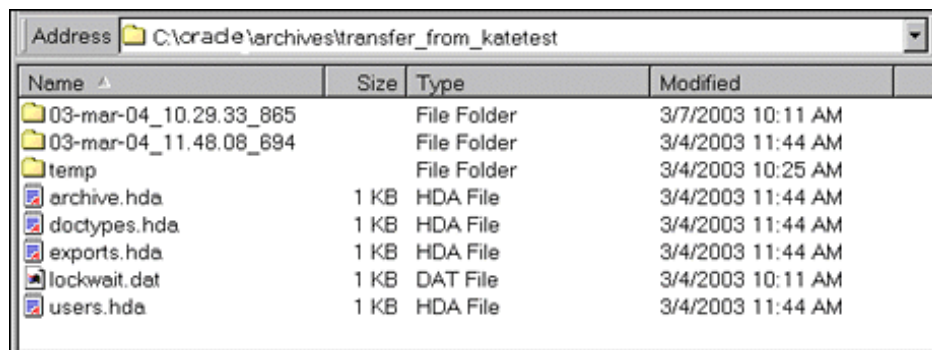 Address C:\oracle\archives\transfer_from_katetest
Name Size Type Modified
03-mar-04_10.29.33_865 File Folder 3/7/2003 10:11 AM
03-mar-04_11.48.08_694 File Folder 3/4/2003 11:44 AM
temp File Folder 3/4/2003 10:25 AM
archive.hda 1 KB HDA File 3/4/2003 11:44 AM
doctypes.hda 1 KB HDA File 3/4/2003 11:44 AM
exports.hda 1 KB HDA File 3/4/2003 11:44 AM
lockwait.dat 1 KB DAT File 3/4/2003 10:11 AM
users.hda 1 KB HDA File 3/4/2003 11:44 AM